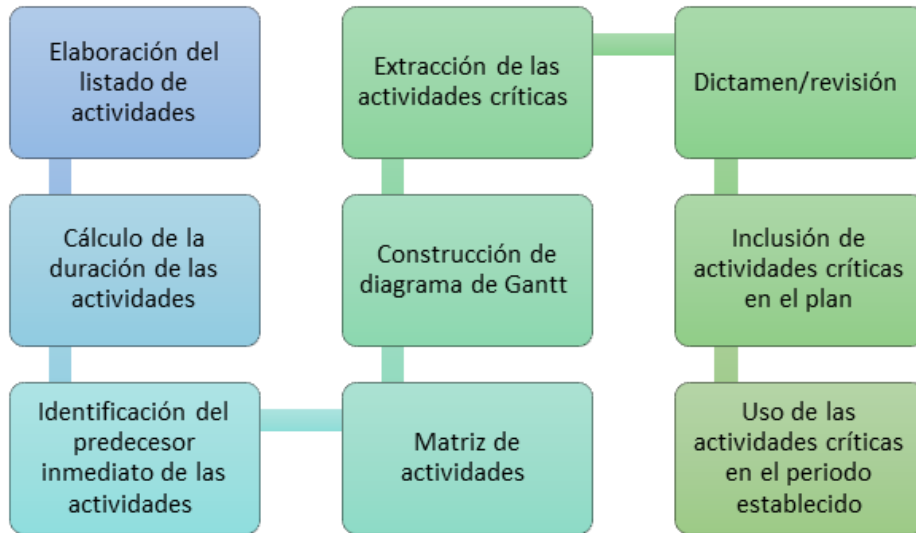 Elaboración del
listado de
actividades
Cálculo de la
duración de las
actividades
Identificación del
predecesor
inmediato de las
actividades
Matriz de
actividades
Construcción de
diagrama de Gantt
Extracción de las
actividades críticas
Dictamen/revisión
Inclusión de
actividades críticas
en el plan
Uso de las
actividades críticas
en el periodo
establecido